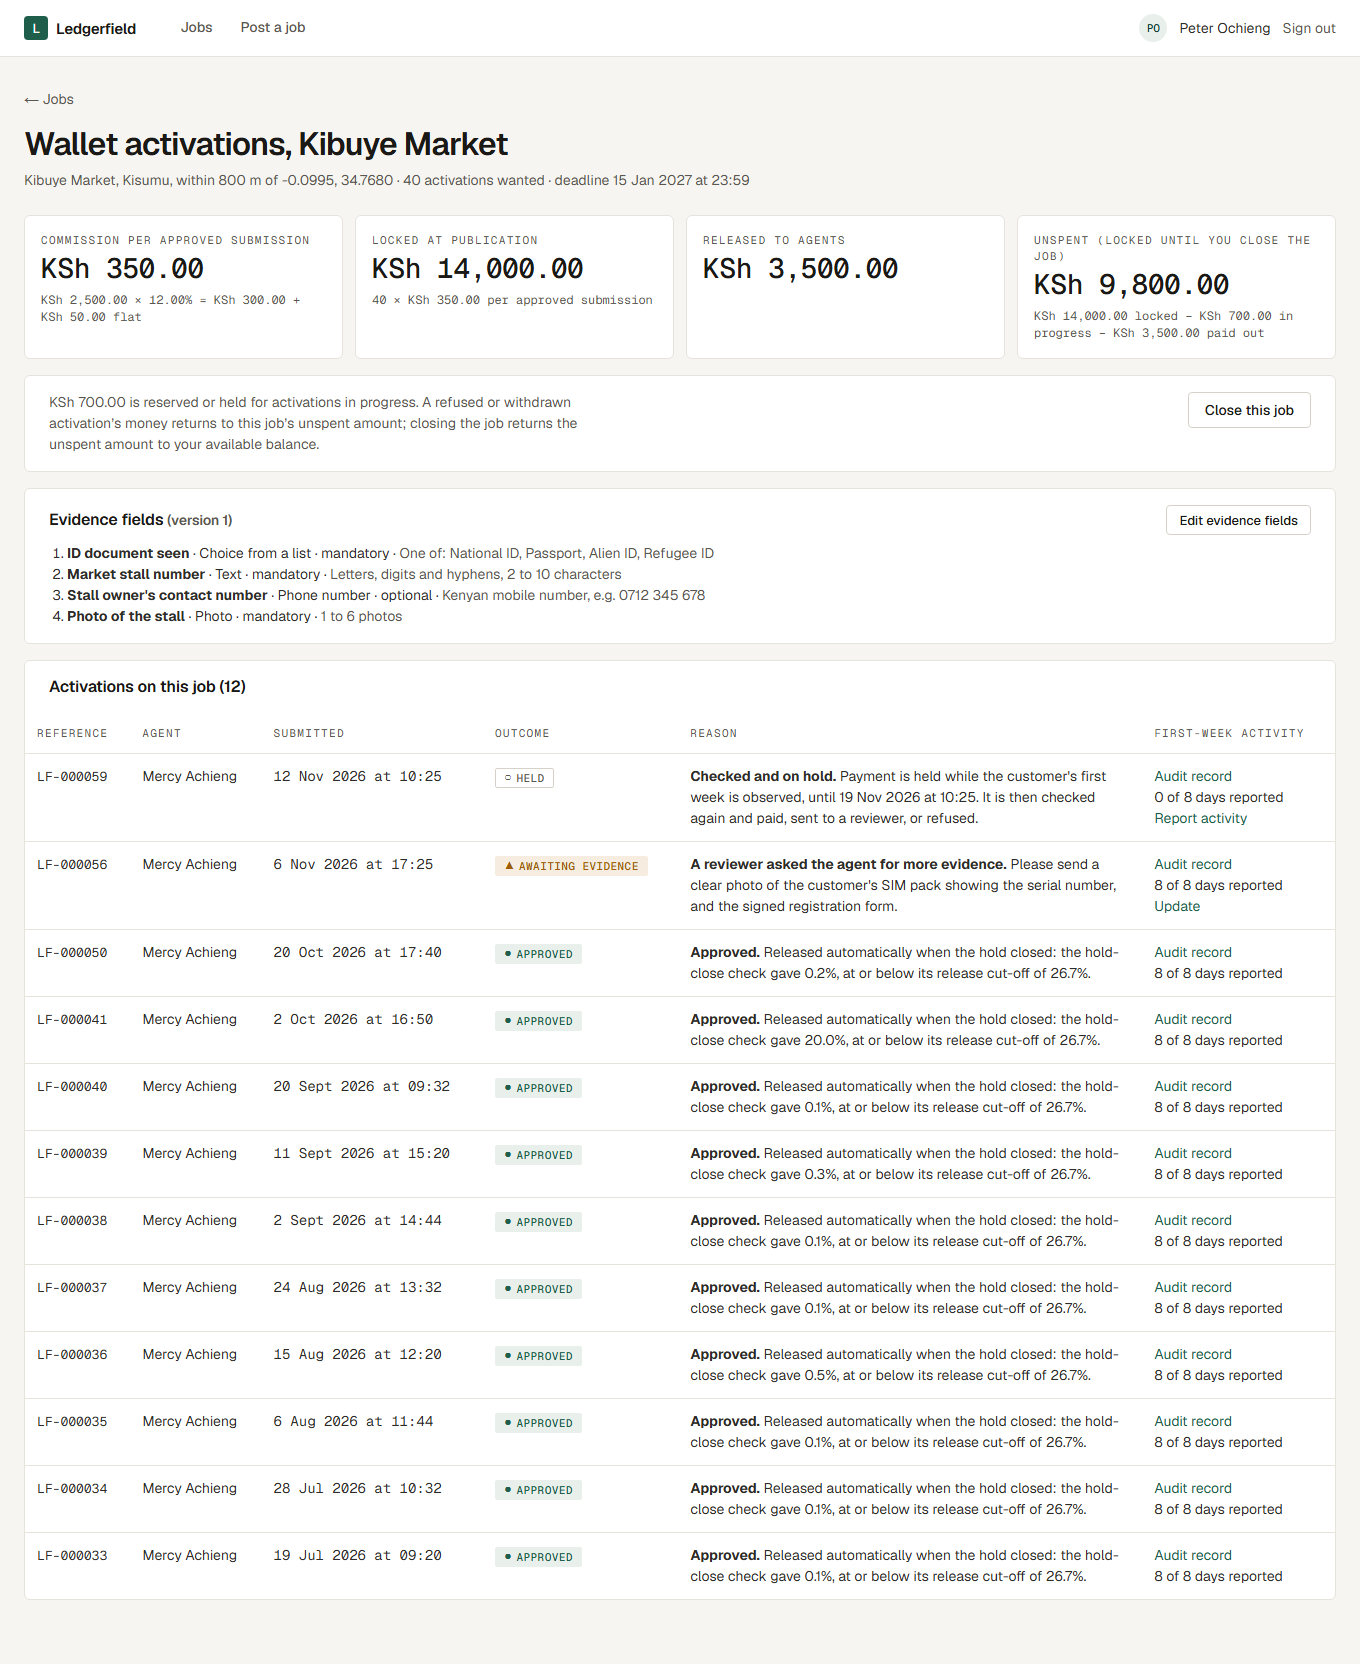 L Ledgerfield Jobs Post a job PO Peter Ochieng Sign out
← Jobs
Wallet activations, Kibuye Market
Kibuye Market, Kisumu, within 800 m of -0.0995, 34.7680 · 40 activations wanted · deadline 15 Jan 2027 at 23:59
COMMISSION PER APPROVED SUBMISSION
KSh 350.00
KSh 2,500.00 × 12.00% = KSh 300.00 +
KSh 50.00 flat
LOCKED AT PUBLICATION
KSh 14,000.00
40 × KSh 350.00 per approved submission
RELEASED TO AGENTS
KSh 3,500.00
UNSPENT (LOCKED UNTIL YOU CLOSE THE
JOB)
KSh 9,800.00
KSh 14,000.00 locked − KSh 700.00 in
progress − KSh 3,500.00 paid out
KSh 700.00 is reserved or held for activations in progress. A refused or withdrawn
activation's money returns to this job's unspent amount; closing the job returns the
unspent amount to your available balance.
Close this job
Evidence fields (version 1)
Edit evidence fields
1. ID document seen · Choice from a list · mandatory · One of: National ID, Passport, Alien ID, Refugee ID
2. Market stall number · Text · mandatory · Letters, digits and hyphens, 2 to 10 characters
3. Stall owner's contact number · Phone number · optional · Kenyan mobile number, e.g. 0712 345 678
4. Photo of the stall · Photo · mandatory · 1 to 6 photos
Activations on this job (12)
REFERENCE AGENT SUBMITTED OUTCOME REASON FIRST-WEEK ACTIVITY
LF-000059 Mercy Achieng 12 Nov 2026 at 10:25 HELD Checked and on hold. Payment is held while the customer's first Audit record
week is observed, until 19 Nov 2026 at 10:25. It is then checked 0 of 8 days reported
again and paid, sent to a reviewer, or refused. Report activity
LF-000056 Mercy Achieng 6 Nov 2026 at 17:25 AWAITING EVIDENCE A reviewer asked the agent for more evidence. Please send a Audit record
clear photo of the customer's SIM pack showing the serial number, 8 of 8 days reported
and the signed registration form. Update
LF-000050 Mercy Achieng 20 Oct 2026 at 17:40 APPROVED Approved. Released automatically when the hold closed: the hold- Audit record
close check gave 0.2%, at or below its release cut-off of 26.7%. 8 of 8 days reported
LF-000041 Mercy Achieng 2 Oct 2026 at 16:50 APPROVED Approved. Released automatically when the hold closed: the hold- Audit record
close check gave 20.0%, at or below its release cut-off of 26.7%. 8 of 8 days reported
LF-000040 Mercy Achieng 20 Sept 2026 at 09:32 APPROVED Approved. Released automatically when the hold closed: the hold- Audit record
close check gave 0.1%, at or below its release cut-off of 26.7%. 8 of 8 days reported
LF-000039 Mercy Achieng 11 Sept 2026 at 15:20 APPROVED Approved. Released automatically when the hold closed: the hold- Audit record
close check gave 0.3%, at or below its release cut-off of 26.7%. 8 of 8 days reported
LF-000038 Mercy Achieng 2 Sept 2026 at 14:44 APPROVED Approved. Released automatically when the hold closed: the hold- Audit record
close check gave 0.1%, at or below its release cut-off of 26.7%. 8 of 8 days reported
LF-000037 Mercy Achieng 24 Aug 2026 at 13:32 APPROVED Approved. Released automatically when the hold closed: the hold- Audit record
close check gave 0.1%, at or below its release cut-off of 26.7%. 8 of 8 days reported
LF-000036 Mercy Achieng 15 Aug 2026 at 12:20 APPROVED Approved. Released automatically when the hold closed: the hold- Audit record
close check gave 0.5%, at or below its release cut-off of 26.7%. 8 of 8 days reported
LF-000035 Mercy Achieng 6 Aug 2026 at 11:44 APPROVED Approved. Released automatically when the hold closed: the hold- Audit record
close check gave 0.1%, at or below its release cut-off of 26.7%. 8 of 8 days reported
LF-000034 Mercy Achieng 28 Jul 2026 at 10:32 APPROVED Approved. Released automatically when the hold closed: the hold- Audit record
close check gave 0.1%, at or below its release cut-off of 26.7%. 8 of 8 days reported
LF-000033 Mercy Achieng 19 Jul 2026 at 09:20 APPROVED Approved. Released automatically when the hold closed: the hold- Audit record
close check gave 0.1%, at or below its release cut-off of 26.7%. 8 of 8 days reported